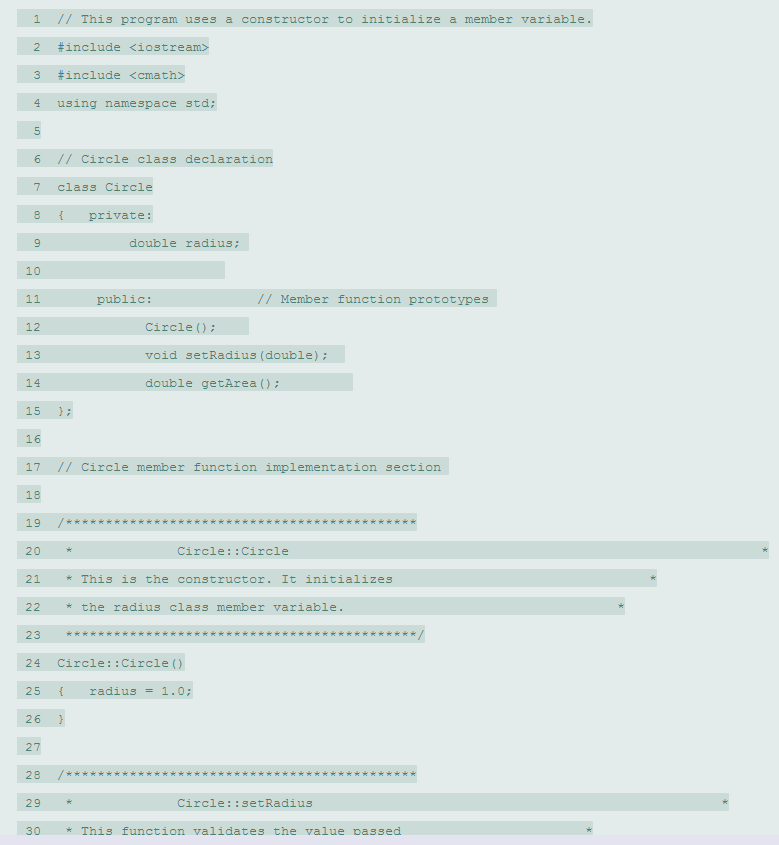 1 // This program uses a constructor to initialize a member variable.
2 #include <iostream>
3 #include <cmath>
4 using namespace std;
5
6 // Circle class declaration
7 class Circle
8 {   private:
9          double radius;
10
11      public:             // Member function prototypes
12            Circle();
13            void setRadius(double);
14            double getArea();
15 };
16
17 // Circle member function implementation section
18
19 /********************************************
20  *             Circle::Circle                                                           *
21  * This is the constructor. It initializes                                *
22  * the radius class member variable.                                  *
23  ********************************************/
24 Circle::Circle()
25 {   radius = 1.0;
26 }
27
28 /********************************************
29  *             Circle::setRadius                                                   *
30  * This function validates the value passed                       *